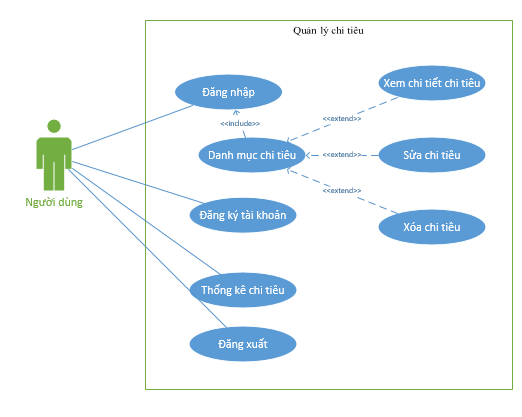 Quản lý chi tiêu
Đăng nhập
Xem chi tiết chi tiêu
<<include>>
<<extend>>
Danh mục chi tiêu
<<extend>>
Sửa chi tiêu
<<extend>>
Người dùng
Đăng ký tài khoản
Xóa chi tiêu
Thống kê chi tiêu
Đăng xuất